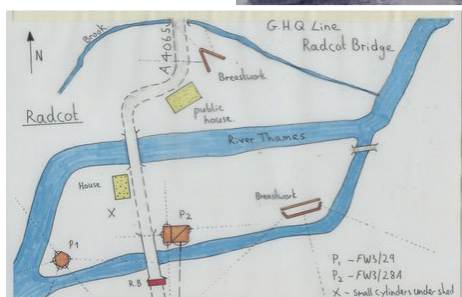 G.H.Q Line
Radcot Bridge
N
Brook
A4065
Breastwork
Radcot
public
house.
River Thames
House
Breastwork
X
P2
P1
R.B
P1 - FW3/29
P2 - FW3/28A
X - Small cylinders under shed